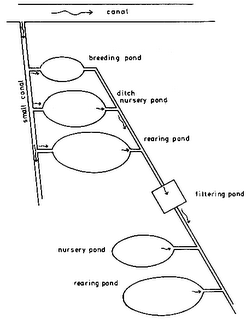 canal
breeding pond
small canal
ditch
nursery pond
rearing pond
filtering pond
nursery pond
rearing pond